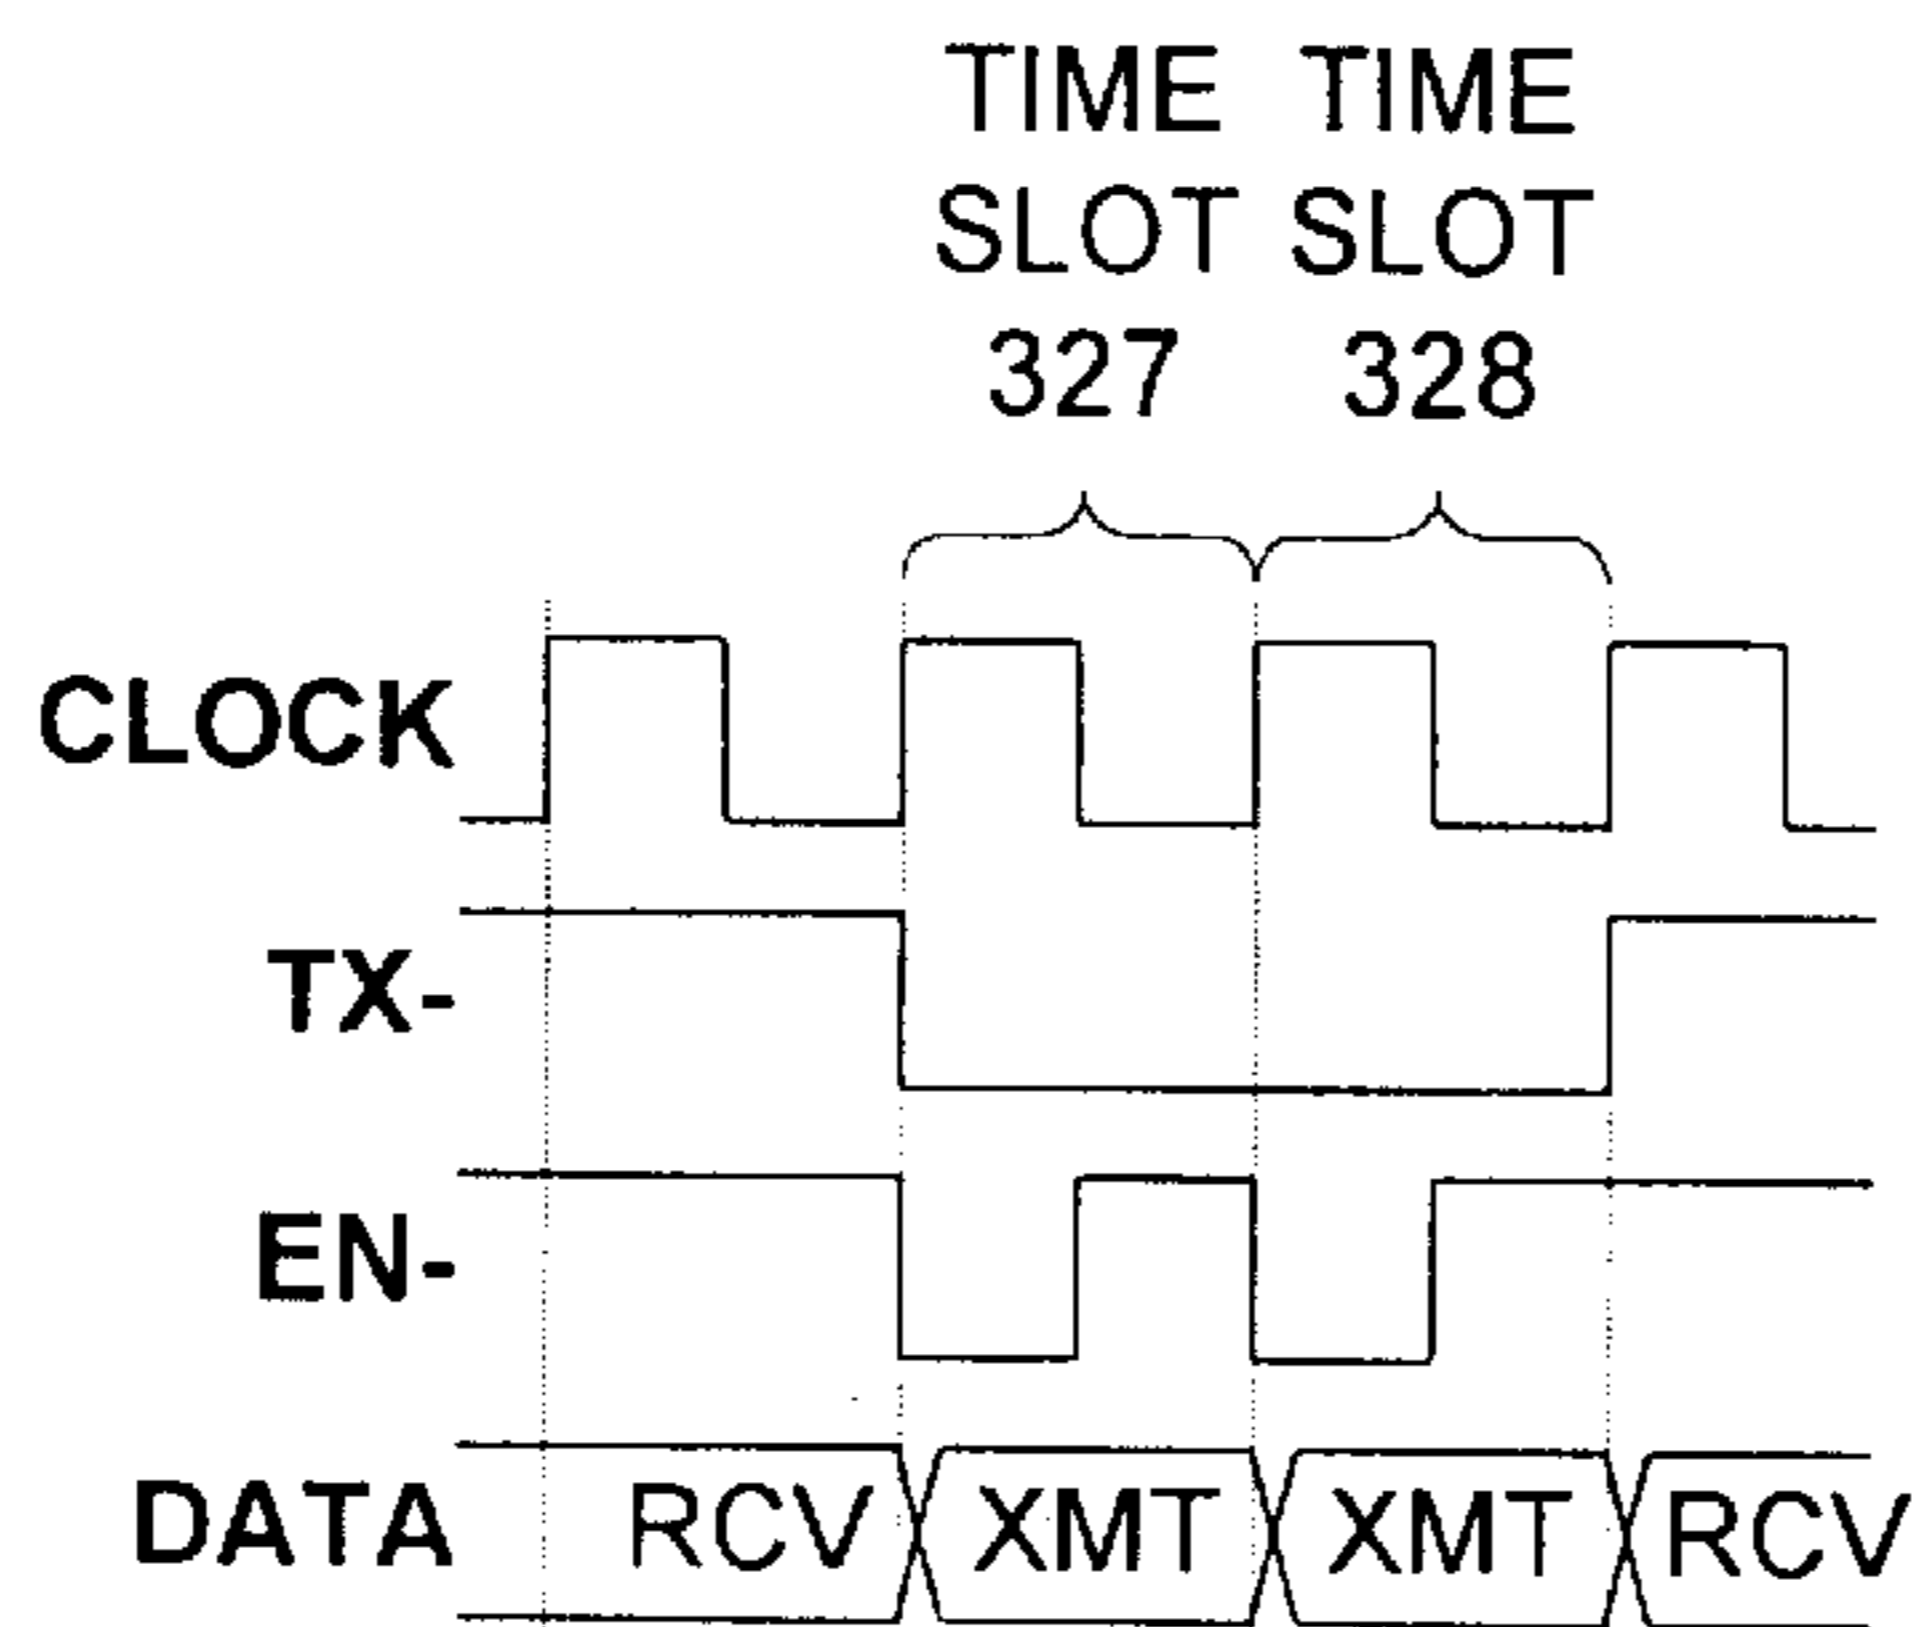 TIME TIME
SLOT SLOT
327 328
CLOCK
TX-
EN-
DATA RCV XMT XMT RCV